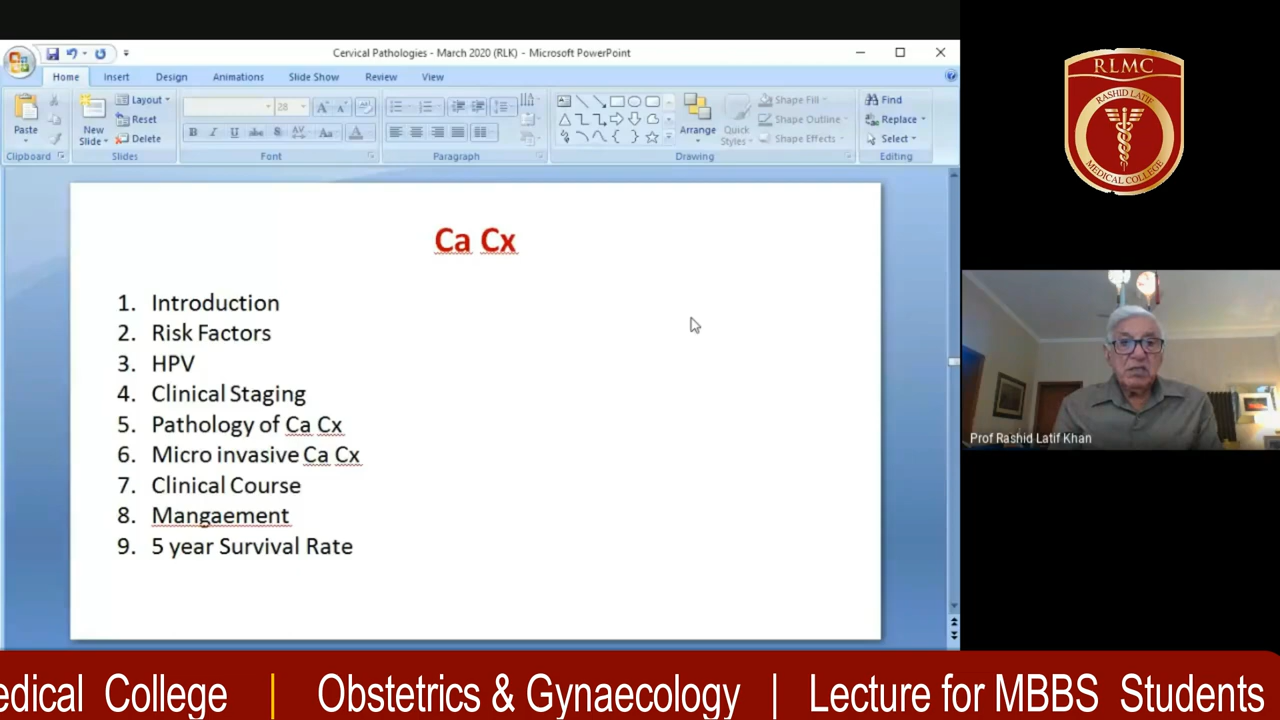 Cervical Pathologies - March 2020 (RLK) - Microsoft PowerPoint
Home Insert Design Animations Slide Show Review View
Paste
New Slide
Layout
Reset
Delete
28
B I U abc S AV Aa A
Arrange
Quick Styles
Shape Fill
Shape Outline
Shape Effects
Find
Replace
Select
Clipboard Slides Font Paragraph Drawing Editing
Ca Cx
1. Introduction
2. Risk Factors
3. HPV
4. Clinical Staging
5. Pathology of Ca Cx
6. Micro invasive Ca Cx
7. Clinical Course
8. Mangaement
9. 5 year Survival Rate
RLMC
RASHID LATIF
MEDICAL COLLEGE
Prof Rashid Latif Khan
edical College | Obstetrics & Gynaecology | Lecture for MBBS Students